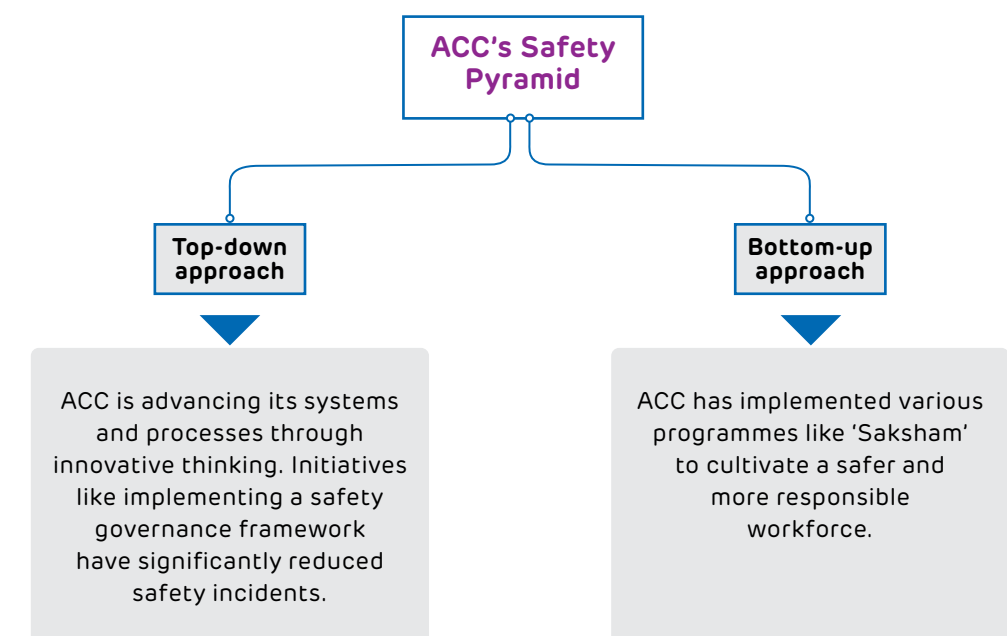 ACC's Safety
Pyramid
Top-down
approach
ACC is advancing its systems
and processes through
innovative thinking. Initiatives
like implementing a safety
governance framework
have significantly reduced
safety incidents.
Bottom-up
approach
ACC has implemented various
programmes like ‘Saksham’
to cultivate a safer and
more responsible
workforce.